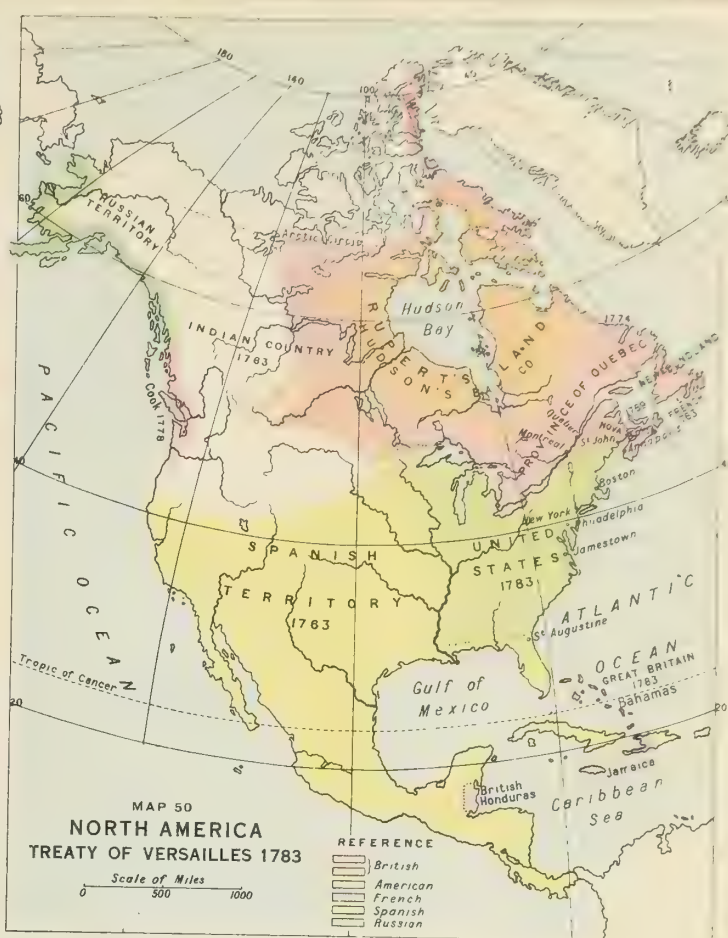 180
140
100
60
RUSSIAN
TERRITORY
Arctic Circle
Hudson
Bay
INDIAN COUNTRY
1783
RUPERT'S LAND
HUDSON'S BAY CO
1774
PROVINCE OF QUEBEC
NEWFOUNDLAND
Quebec
Montreal
NOVA
St John
Cook 1778
PACIFIC OCEAN
40
Boston
New York
Philadelphia
Jamestown
UNITED
STATES
1783
SPANISH
TERRITORY
1763
ATLANTIC
OCEAN
St Augustine
GREAT BRITAIN
1783
Bahamas
Tropic of Cancer
Gulf of
Mexico
20
20
Jamaica
British
Honduras
Caribbean
Sea
MAP 50
NORTH AMERICA
TREATY OF VERSAILLES 1783
Scale of Miles
0 500 1000
REFERENCE
British
American
French
Spanish
Russian